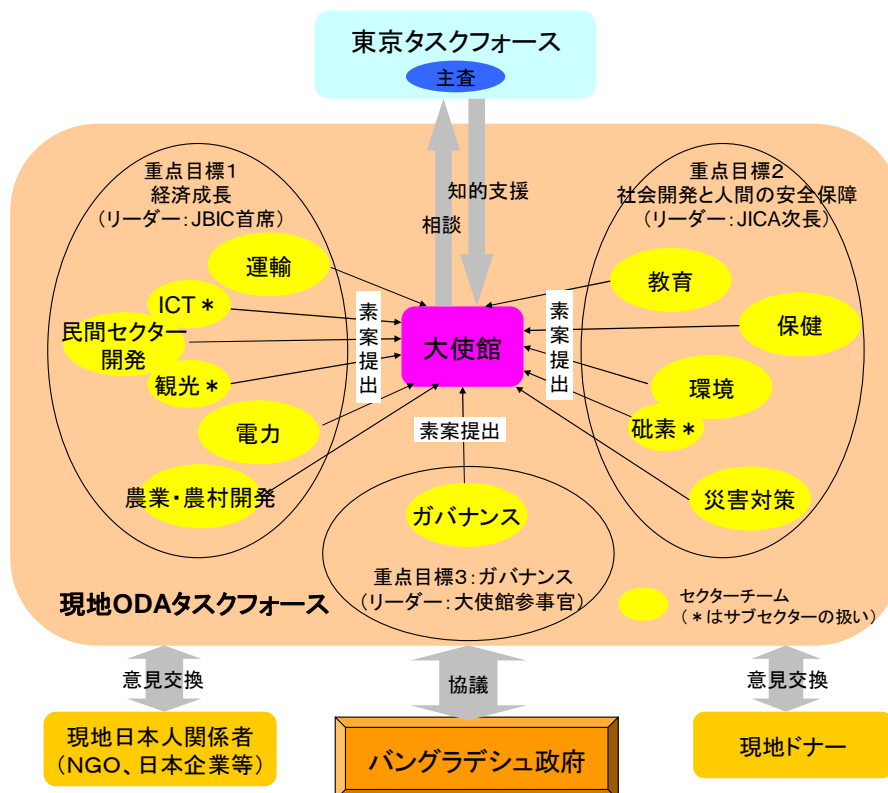 東京タスクフォース
主査
重点目標1
経済成長
(リーダー:JBIC首席)
知的支援
相談
重点目標2
社会開発と人間の安全保障
(リーダー:JICA次長)
運輸
ICT*
民間セクター
開発
観光*
電力
農業・農村開発
素案提出
大使館
素案提出
教育
保健
環境
砒素*
災害対策
素案提出
ガバナンス
重点目標3:ガバナンス
(リーダー:大使館参事官)
現地ODAタスクフォース
セクターチーム
(*はサブセクターの扱い)
意見交換
協議
意見交換
現地日本人関係者
(NGO、日本企業等)
バングラデシュ政府
現地ドナー